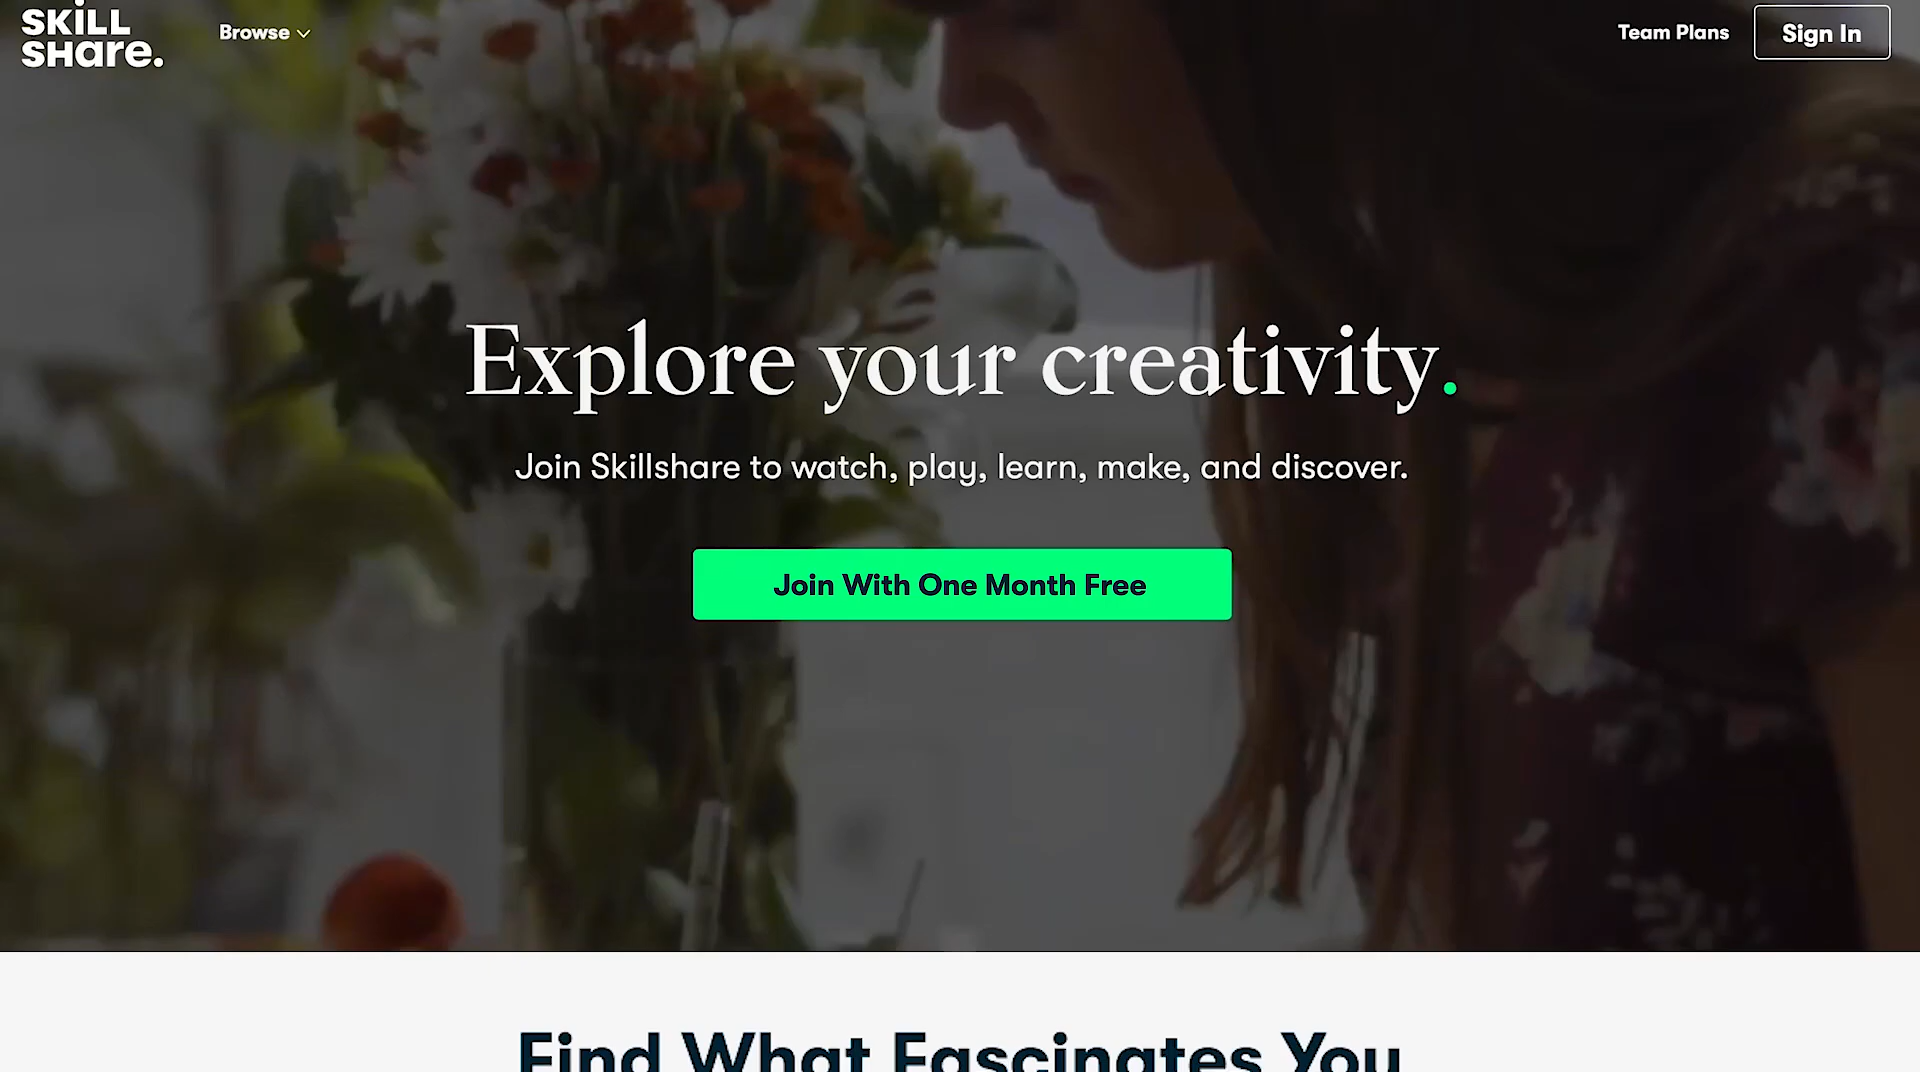 SKiLL
SHare.
Browse
Team Plans
Sign In
Explore your creativity.
Join Skillshare to watch, play, learn, make, and discover.
Join With One Month Free
Find What Fascinates You